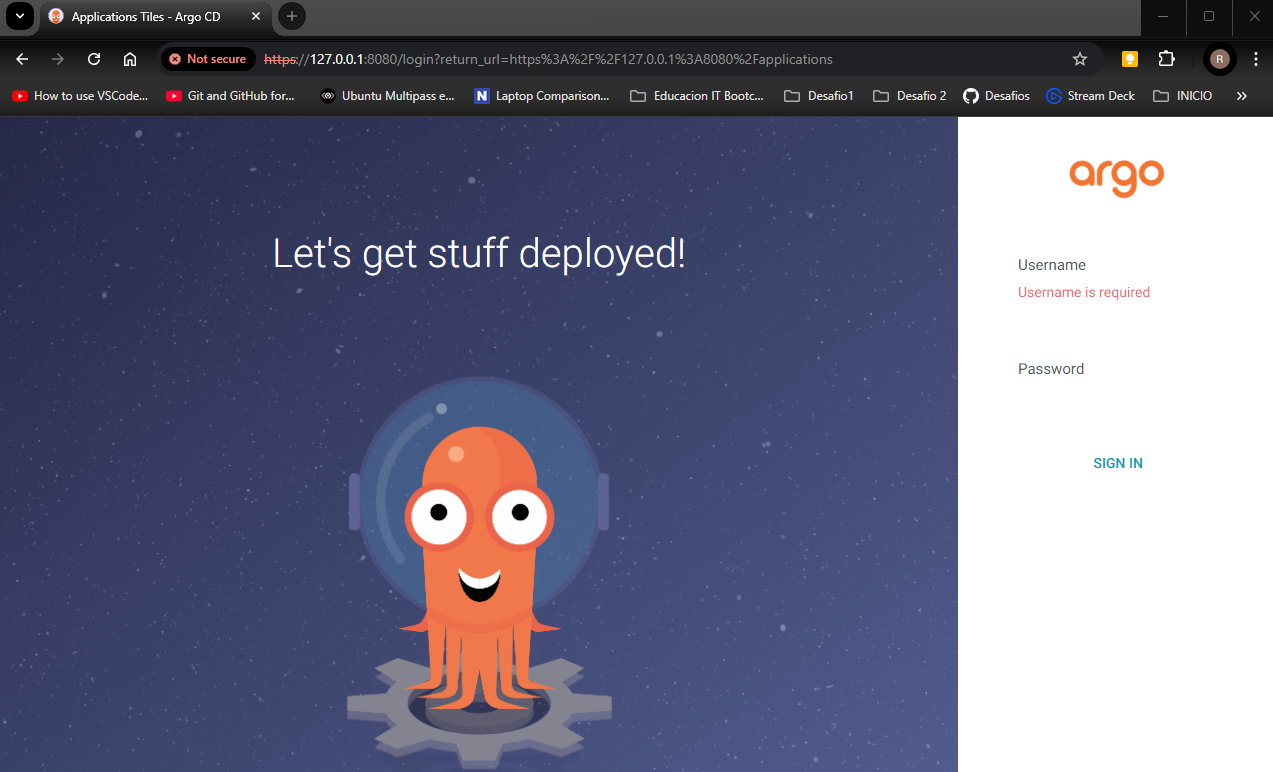 Applications Tiles - Argo CD
Not secure https://127.0.0.1:8080/login?return_url=https%3A%2F%2F127.0.0.1%3A8080%2Fapplications
R
How to use VSCode... Git and GitHub for... Ubuntu Multipass e... Laptop Comparison... Educacion IT Bootc... Desafio1 Desafio 2 Desafios Stream Deck INICIO
Let's get stuff deployed!
argo
Username
Username is required
Password
SIGN IN